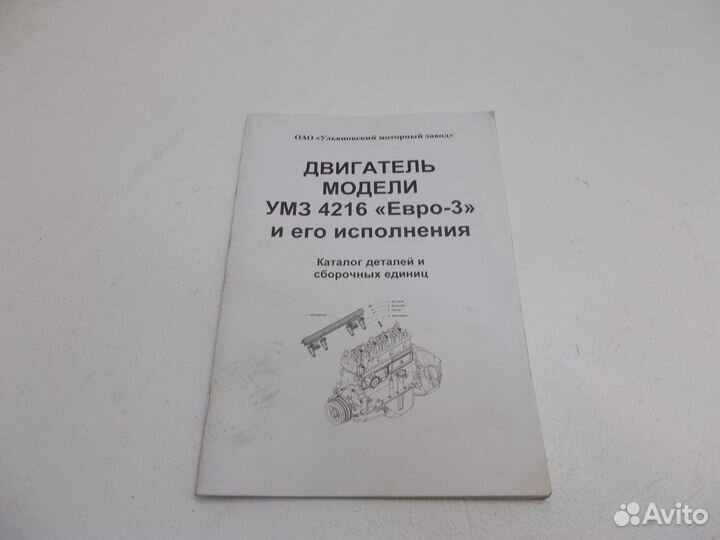 ОАО «Ульяновский моторный завод»
ДВИГАТЕЛЬ
МОДЕЛИ
УМЗ 4216 «Евро-3»
и его исполнения
Каталог деталей и
сборочных единиц
Avito